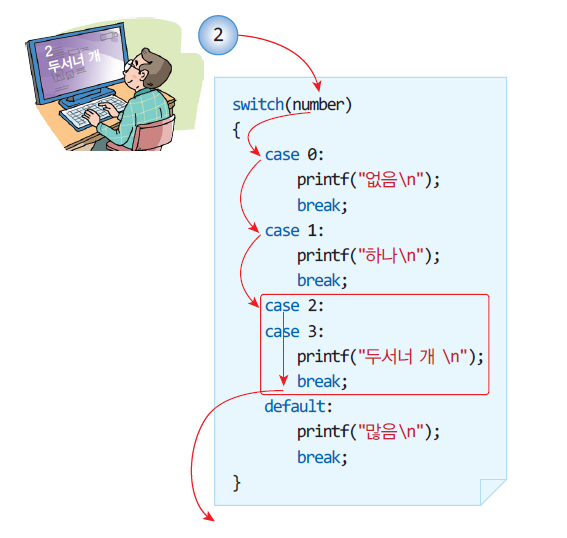 2
두서너 개
2
switch(number)
{
case 0:
printf("없음\n");
break;
case 1:
printf("하나\n");
break;
case 2:
case 3:
printf("두서너 개 \n");
break;
default:
printf("많음\n");
break;
}